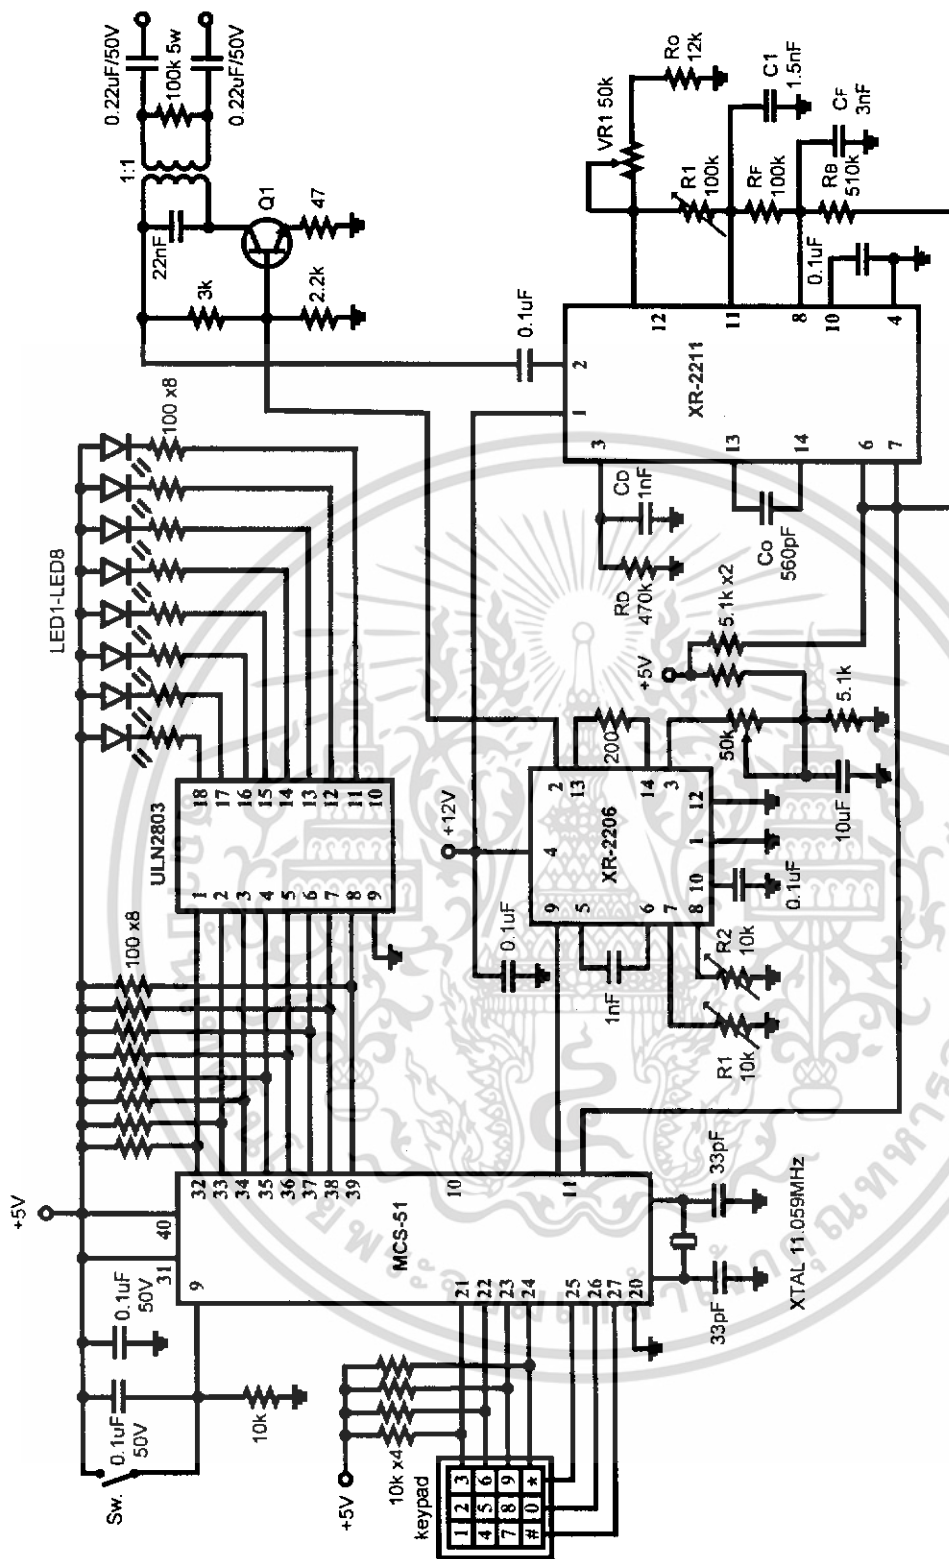 0.22uF/50V
100k 5w
0.22uF/50V
1:1
22nF
Q1
47
3k
2.2k
0.1uF
VR1 50k
Ro
12k
R1
100k
C1
1.5nF
RF
100k
CF
3nF
RB
510k
0.1uF
12
11
8
10
4
2
1
XR-2211
3
13
14
6
7
CD
1nF
RD
470k
Co
560pF
5.1k x2
+5V
5.1k
50k
10uF
200
LED1-LED8
100 x8
18
17
16
15
14
13
12
11
10
ULN2803
1
2
3
4
5
6
7
8
9
100 x8
+12V
0.1uF
2
13
14
3
4
XR-2206
12
1
10
9
5
6
7
8
0.1uF
1nF
R2
10k
R1
10k
+5V
40
31
9
32
33
34
35
36
37
38
39
10
11
MCS-51
21
22
23
24
25
26
27
20
33pF
33pF
XTAL 11.059MHz
0.1uF
50V
0.1uF
50V
Sw.
10k
+5V
10k x4
keypad
1 2 3
4 5 6
7 8 9
# 0 *